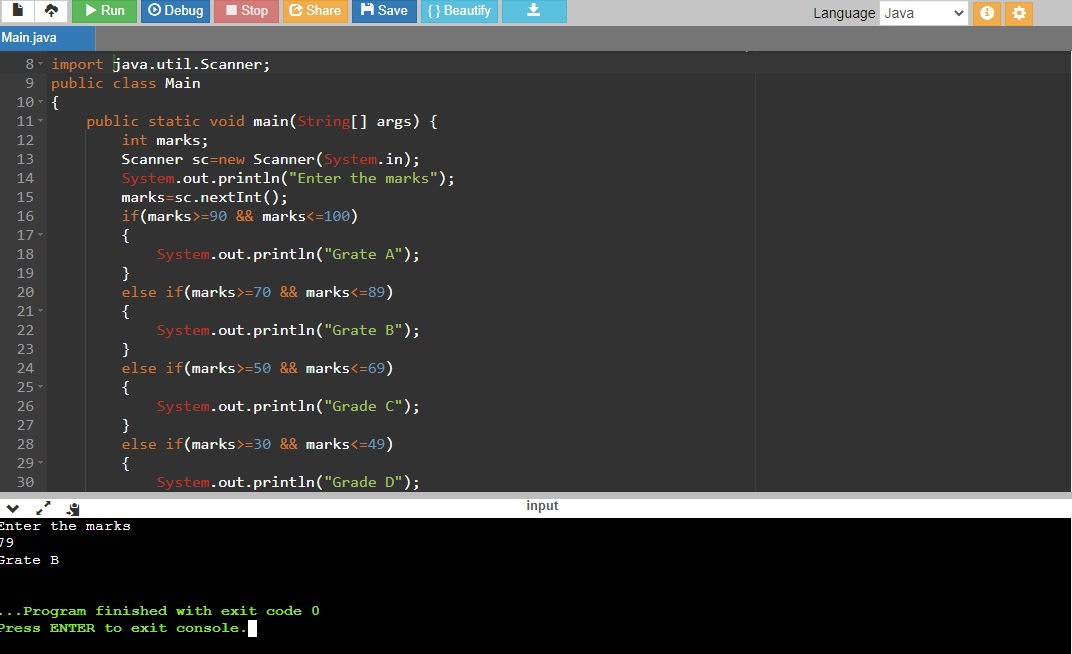 Run Debug Stop Share Save { } Beautify Language Java
Main.java
8 import java.util.Scanner;
9 public class Main
10 {
11 public static void main(String[] args) {
12 int marks;
13 Scanner sc=new Scanner(System.in);
14 System.out.println("Enter the marks");
15 marks=sc.nextInt();
16 if(marks>=90 && marks<=100)
17 {
18 System.out.println("Grate A");
19 }
20 else if(marks>=70 && marks<=89)
21 {
22 System.out.println("Grate B");
23 }
24 else if(marks>=50 && marks<=69)
25 {
26 System.out.println("Grade C");
27 }
28 else if(marks>=30 && marks<=49)
29 {
30 System.out.println("Grade D");
input
Enter the marks
79
Grate B
...Program finished with exit code 0
Press ENTER to exit console.